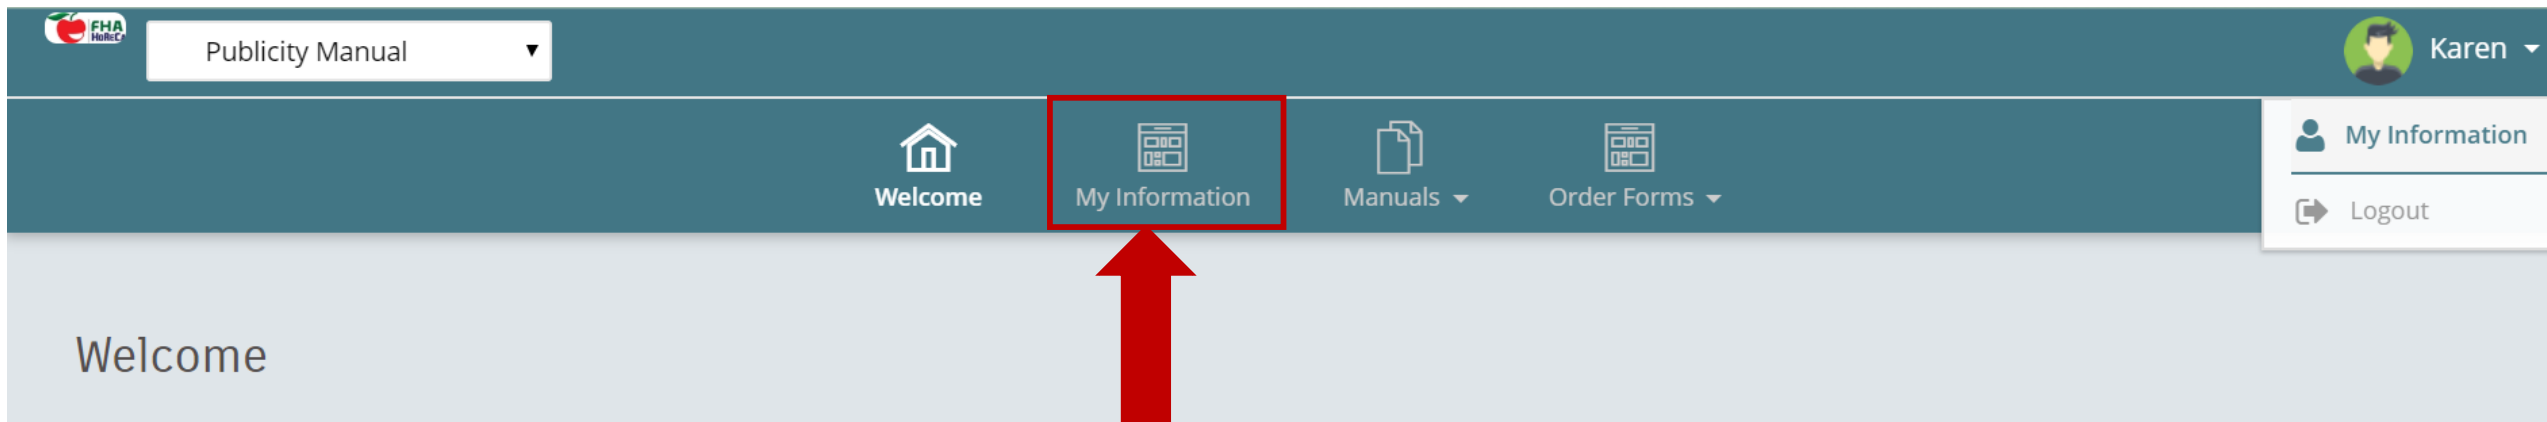 FHA
HoReCa
Publicity Manual
Karen
Welcome
My Information
Manuals
Order Forms
My Information
Logout
Welcome